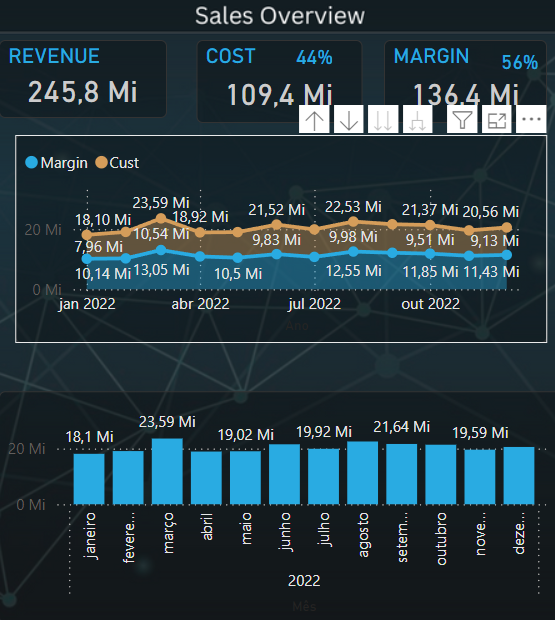 Sales Overview
REVENUE
245,8 Mi
COST 44%
109,4 Mi
MARGIN 56%
136,4 Mi
Margin Cust
20 Mi
0 Mi
18,10 Mi 23,59 Mi 18,92 Mi 21,52 Mi 22,53 Mi 21,37 Mi 20,56 Mi
7,96 Mi 10,54 Mi 9,83 Mi 9,98 Mi 9,51 Mi 9,13 Mi
10,14 Mi 13,05 Mi 10,5 Mi 12,55 Mi 11,85 Mi 11,43 Mi
jan 2022 abr 2022 jul 2022 out 2022
Ano
20 Mi
0 Mi
18,1 Mi 23,59 Mi 19,02 Mi 19,92 Mi 21,64 Mi 19,59 Mi
janeiro
fevere...
março
abril
maio
junho
julho
agosto
setem...
outubro
nove...
deze...
2022
Mês